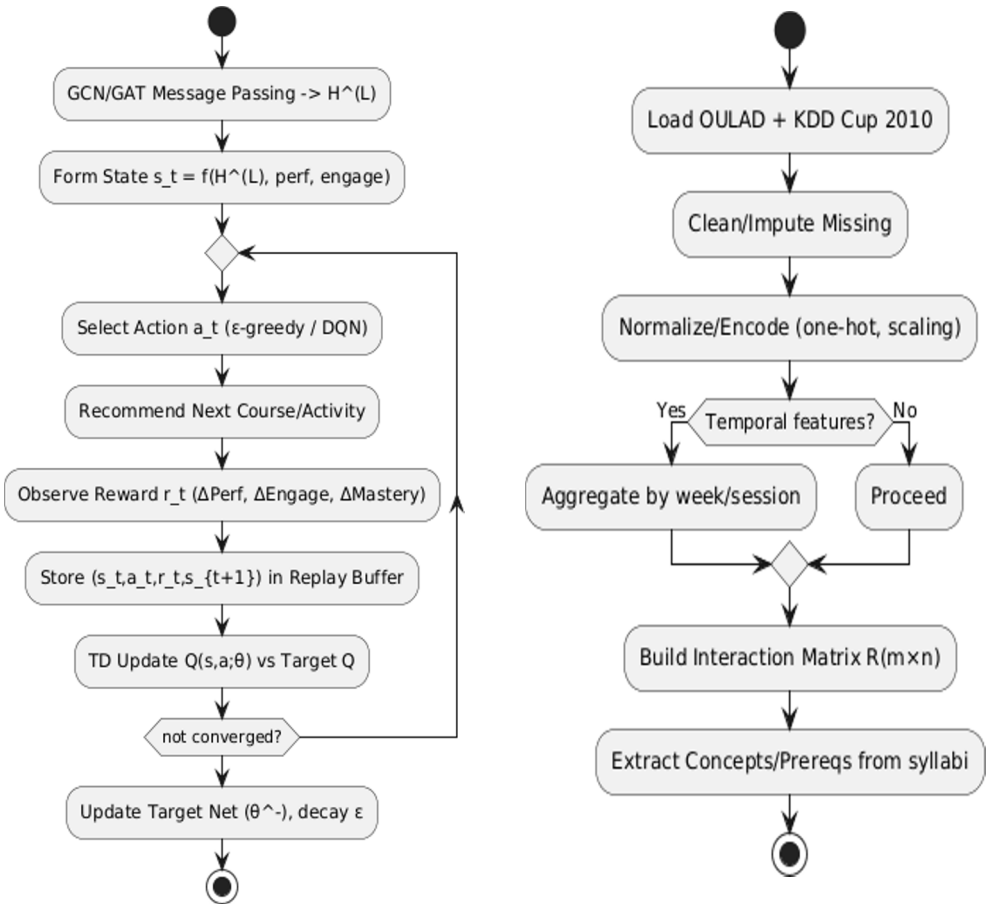 GCN/GAT Message Passing -> H^(L)
Form State s_t = f(H^(L), perf, engage)
Select Action a_t (ε-greedy / DQN)
Recommend Next Course/Activity
Observe Reward r_t (ΔPerf, ΔEngage, ΔMastery)
Store (s_t,a_t,r_t,s_{t+1}) in Replay Buffer
TD Update Q(s,a;θ) vs Target Q
not converged?
Update Target Net (θ^-), decay ε
Load OULAD + KDD Cup 2010
Clean/Impute Missing
Normalize/Encode (one-hot, scaling)
Yes
Temporal features?
No
Aggregate by week/session
Proceed
Build Interaction Matrix R(m×n)
Extract Concepts/Prereqs from syllabi